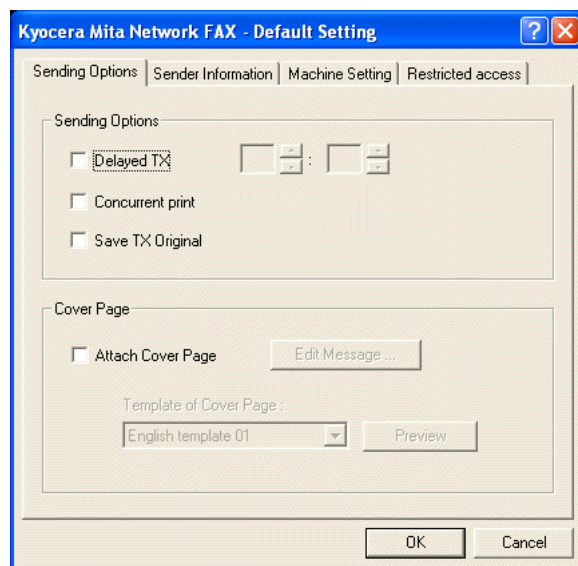 Kyocera Mita Network FAX - Default Setting
Sending Options Sender Information Machine Setting Restricted access
Sending Options
Delayed TX :
Concurrent print
Save TX Original
Cover Page
Attach Cover Page Edit Message ...
Template of Cover Page :
English template 01 Preview
OK Cancel